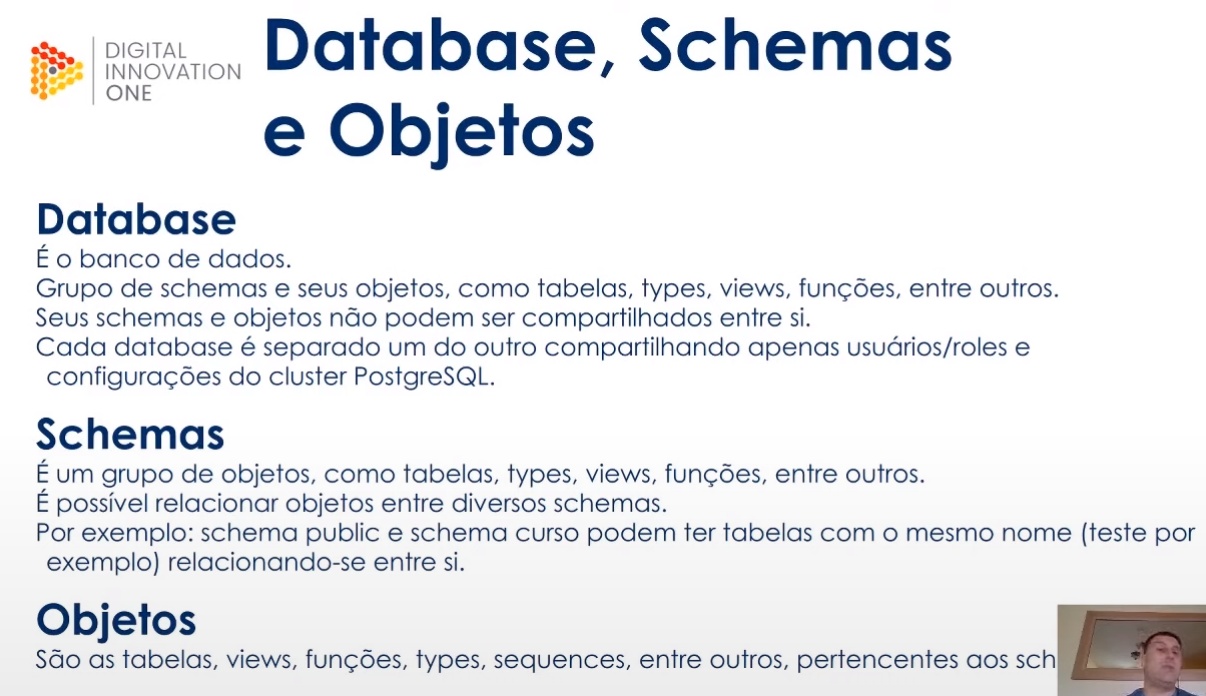 DIGITAL
INNOVATION
ONE
Database, Schemas
e Objetos
Database
É o banco de dados.
Grupo de schemas e seus objetos, como tabelas, types, views, funções, entre outros.
Seus schemas e objetos não podem ser compartilhados entre si.
Cada database é separado um do outro compartilhando apenas usuários/roles e
configurações do cluster PostgreSQL.
Schemas
É um grupo de objetos, como tabelas, types, views, funções, entre outros.
É possível relacionar objetos entre diversos schemas.
Por exemplo: schema public e schema curso podem ter tabelas com o mesmo nome (teste por
exemplo) relacionando-se entre si.
Objetos
São as tabelas, views, funções, types, sequences, entre outros, pertencentes aos sch